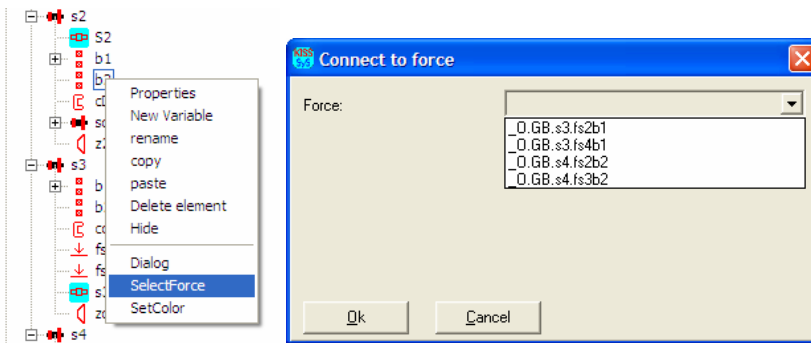 s2
S2
b1
b2
Properties
New Variable
rename
copy
paste
Delete element
Hide
Dialog
SelectForce
SetColor
s3
s4
KISS
SyS
Connect to force
Force:
_O.GB.s3.fs2b1
_O.GB.s3.fs4b1
_O.GB.s4.fs2b2
_O.GB.s4.fs3b2
Ok
Cancel